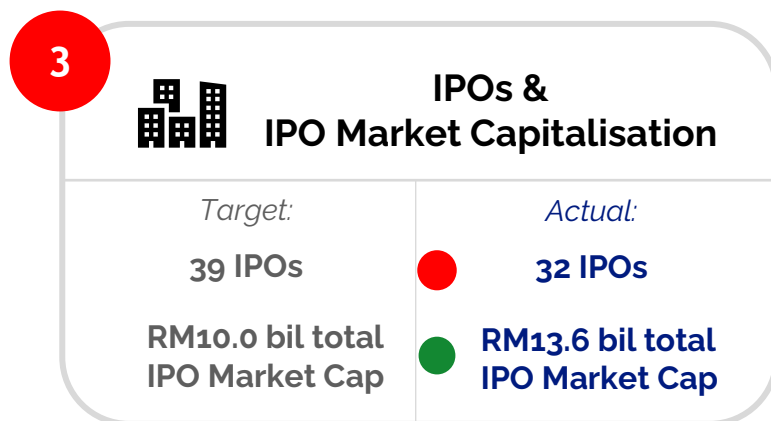 3
IPOs &
IPO Market Capitalisation
Target:
39 IPOs
RM10.0 bil total
IPO Market Cap
Actual:
32 IPOs
RM13.6 bil total
IPO Market Cap